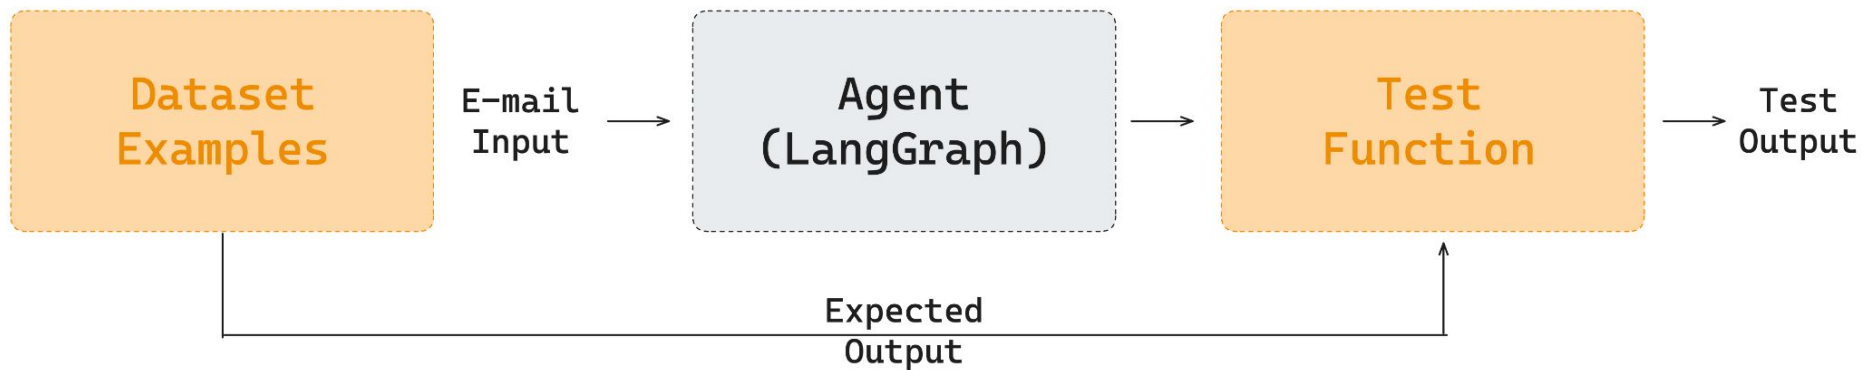 Dataset
Examples
E-mail
Input
Agent
(LangGraph)
Test
Function
Test
Output
Expected
Output